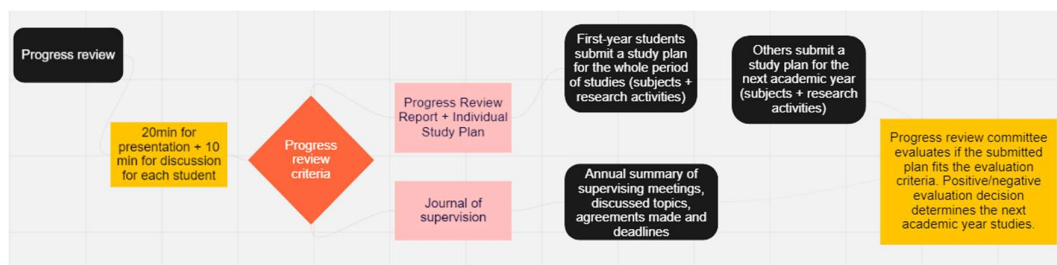 Progress review
20min for
presentation + 10
min for discussion
for each student
Progress
review
criteria
Progress Review
Report + Individual
Study Plan
Journal of
supervision
First-year students
submit a study plan
for the whole period
of studies (subjects +
research activities)
Annual summary of
supervising meetings,
discussed topics,
agreements made and
deadlines
Others submit a
study plan for the
next academic year
(subjects + research
activities)
Progress review committee
evaluates if the submitted
plan fits the evaluation
criteria. Positive/negative
evaluation decision
determines the next
academic year studies.